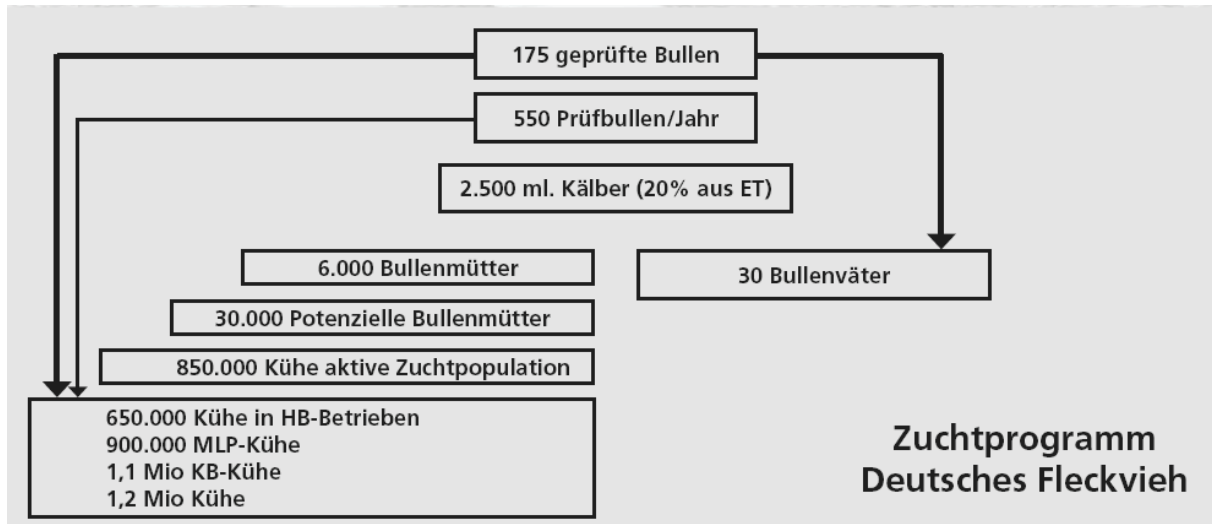 175 geprüfte Bullen
550 Prüfbullen/Jahr
2.500 ml. Kälber (20% aus ET)
6.000 Bullenmütter
30 Bullenväter
30.000 Potenzielle Bullenmütter
850.000 Kühe aktive Zuchtpopulation
650.000 Kühe in HB-Betrieben
900.000 MLP-Kühe
1,1 Mio KB-Kühe
1,2 Mio Kühe
Zuchtprogramm
Deutsches Fleckvieh